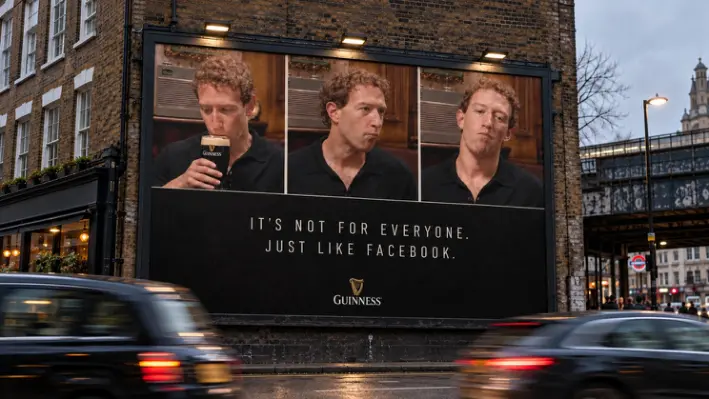 GUINNESS
IT'S NOT FOR EVERYONE.
JUST LIKE FACEBOOK.
GUINNESS